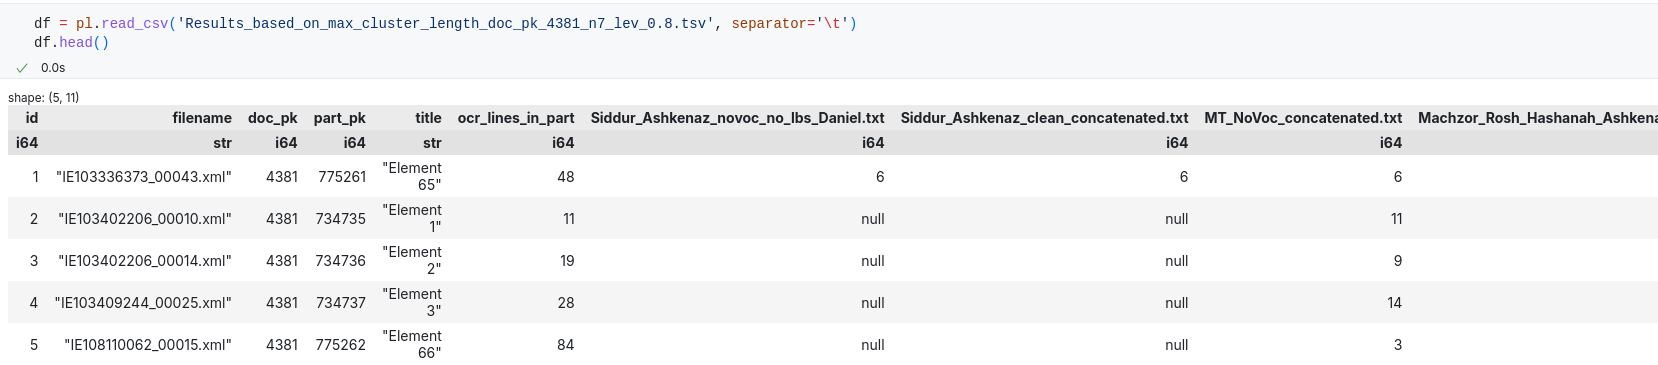 df = pl.read_csv('Results_based_on_max_cluster_length_doc_pk_4381_n7_lev_0.8.tsv', separator='\t')
df.head()
0.0s
shape: (5, 11)
id filename doc_pk part_pk title ocr_lines_in_part Siddur_Ashkenaz_novoc_no_lbs_Daniel.txt Siddur_Ashkenaz_clean_concatenated.txt MT_NoVoc_concatenated.txt Machzor_Rosh_Hashanah_Ashkena
i64 str i64 i64 str i64 i64 i64 i64
1 "IE103336373_00043.xml" 4381 775261 "Element 65" 48 6 6 6
2 "IE103402206_00010.xml" 4381 734735 "Element 1" 11 null null 11
3 "IE103402206_00014.xml" 4381 734736 "Element 2" 19 null null 9
4 "IE103409244_00025.xml" 4381 734737 "Element 3" 28 null null 14
5 "IE108110062_00015.xml" 4381 775262 "Element 66" 84 null null 3